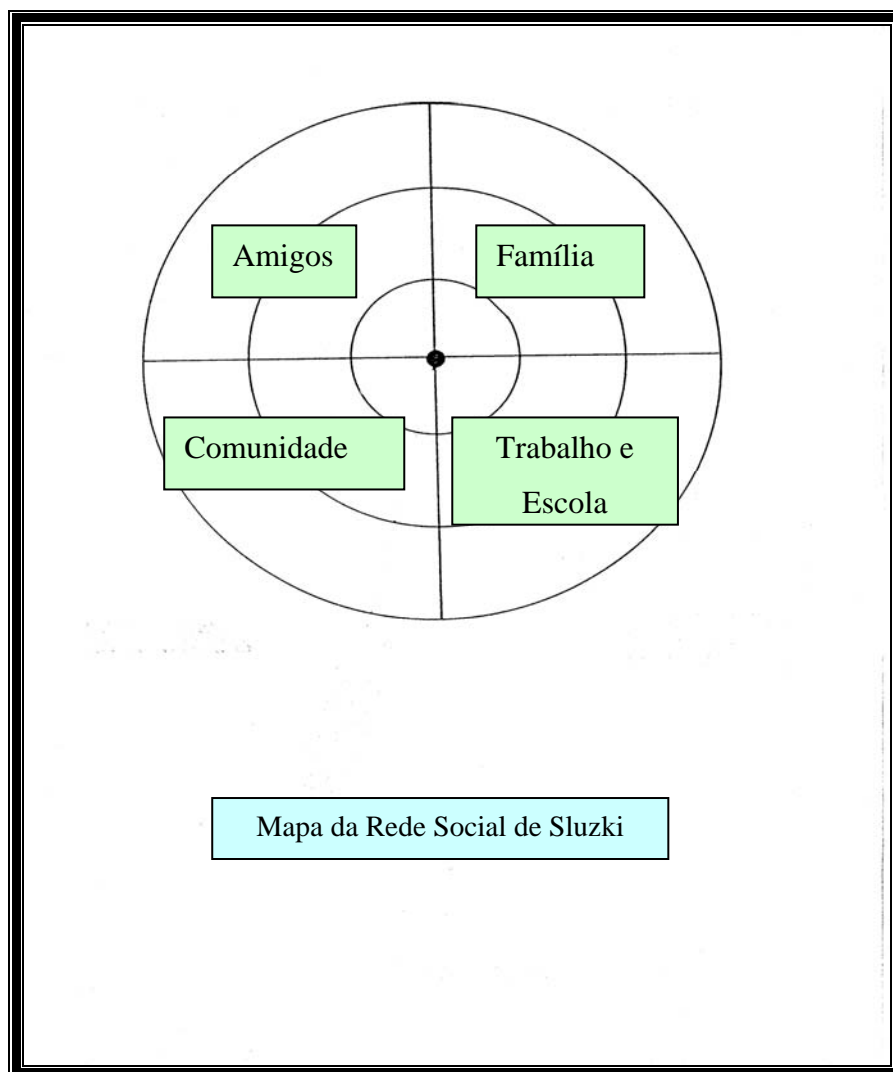 Amigos
Família
Comunidade
Trabalho e
Escola
Mapa da Rede Social de Sluzki